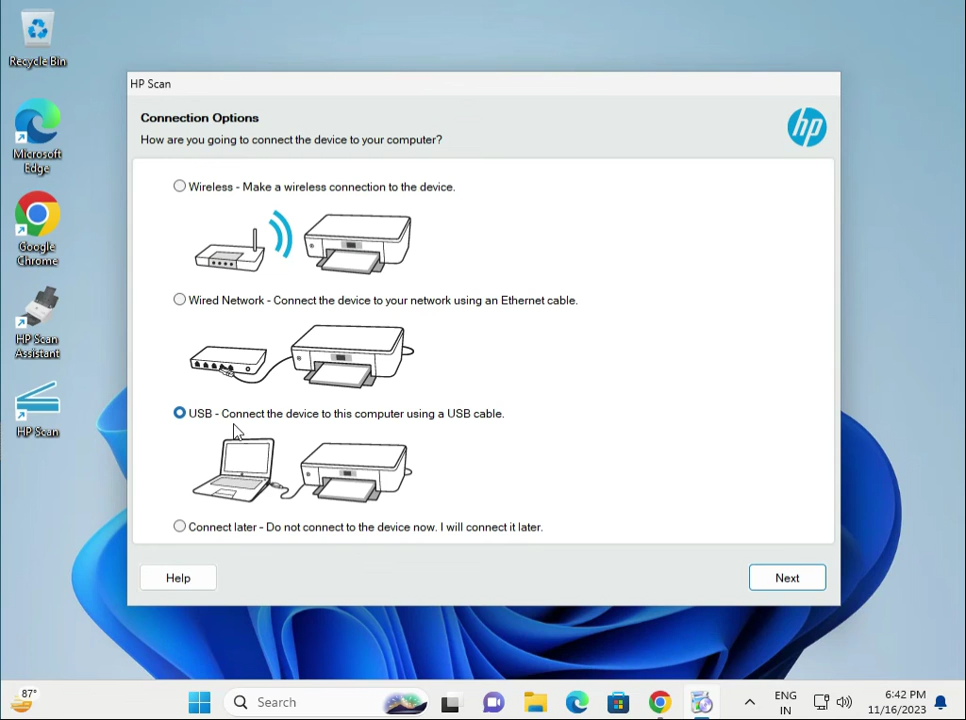 Recycle Bin
Microsoft
Edge
Google
Chrome
HP Scan
Assistant
HP Scan
HP Scan
Connection Options
How are you going to connect the device to your computer?
hp
Wireless - Make a wireless connection to the device.
Wired Network - Connect the device to your network using an Ethernet cable.
USB - Connect the device to this computer using a USB cable.
Connect later - Do not connect to the device now. I will connect it later.
Help
Next
87°
Search
ENG
IN
6:42 PM
11/16/2023